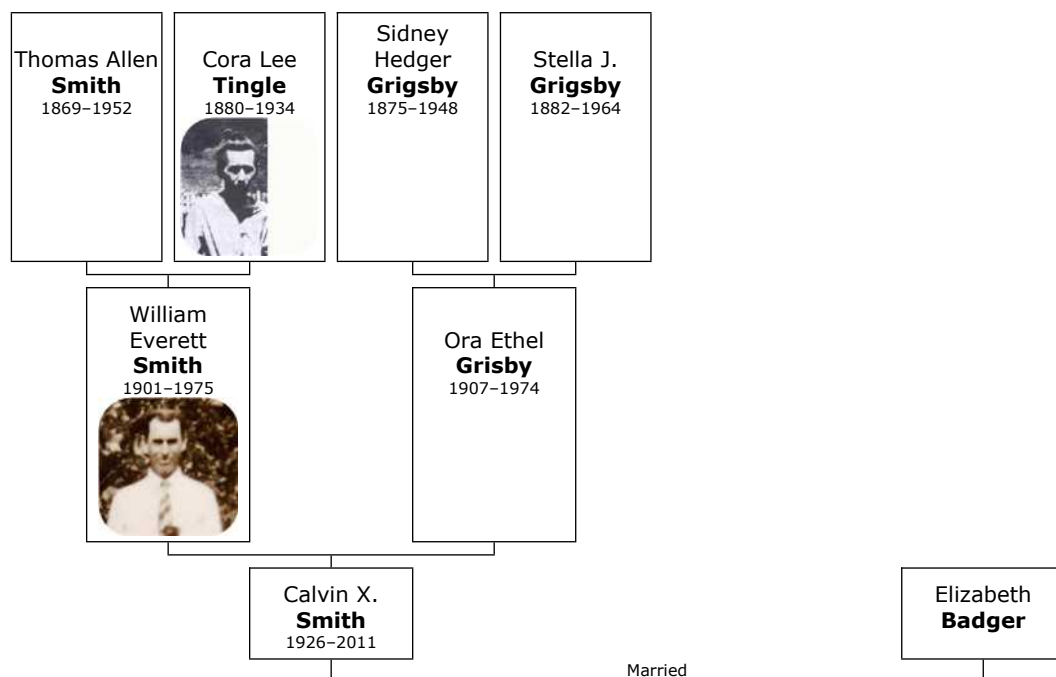 Thomas Allen
Smith
1869–1952
Cora Lee
Tingle
1880–1934
Sidney
Hedger
Grigsby
1875–1948
Stella J.
Grigsby
1882–1964
William
Everett
Smith
1901–1975
Ora Ethel
Grisby
1907–1974
Calvin X.
Smith
1926–2011
Elizabeth
Badger
Married